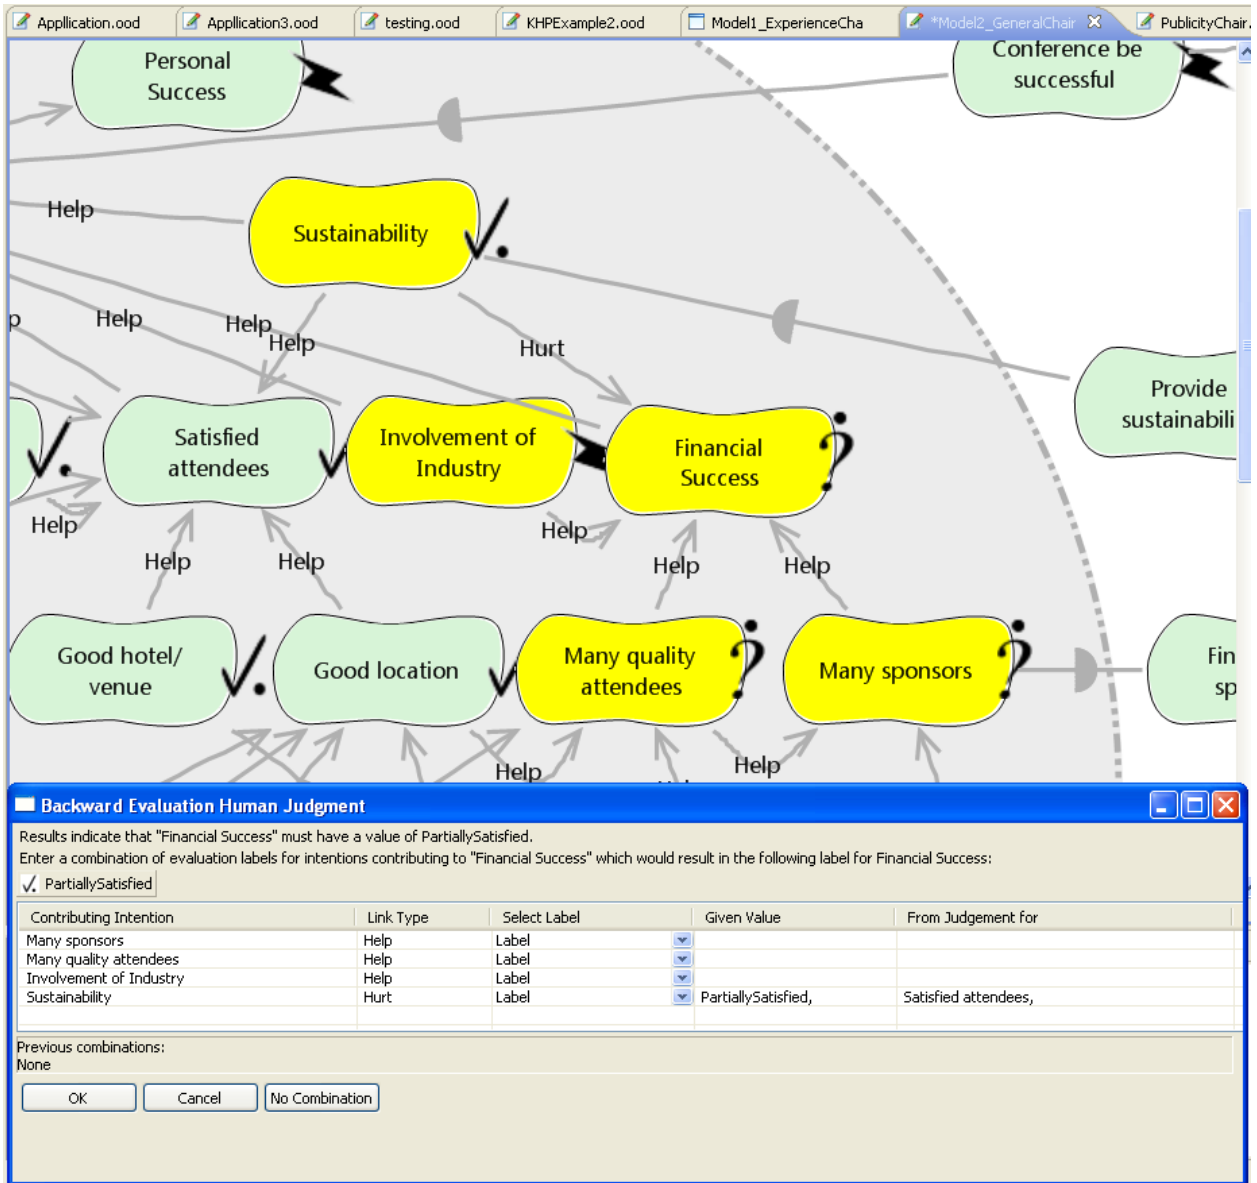 Application.ood
Appllication3.ood
testing.ood
KHPExample2.ood
Model1_ExperienceCha
*Model2_GeneralChair
PublicityChair.
Personal
Success
Conference be
successful
Help
Sustainability
p
Help
Help
Help
Hurt
Provide
sustainabili
Satisfied
attendees
Involvement of
Industry
Financial
Success
Help
Help
Help
Help
Help
Help
Good hotel/
venue
Good location
Many quality
attendees
Many sponsors
Fin
sp
Help
Help
Backward Evaluation Human Judgment
Results indicate that "Financial Success" must have a value of PartiallySatisfied.
Enter a combination of evaluation labels for intentions contributing to "Financial Success" which would result in the following label for Financial Success:
PartiallySatisfied
Contributing Intention Link Type Select Label Given Value From Judgement for
Many sponsors Help Label
Many quality attendees Help Label
Involvement of Industry Help Label
Sustainability Hurt Label PartiallySatisfied, Satisfied attendees,
Previous combinations:
None
OK Cancel No Combination